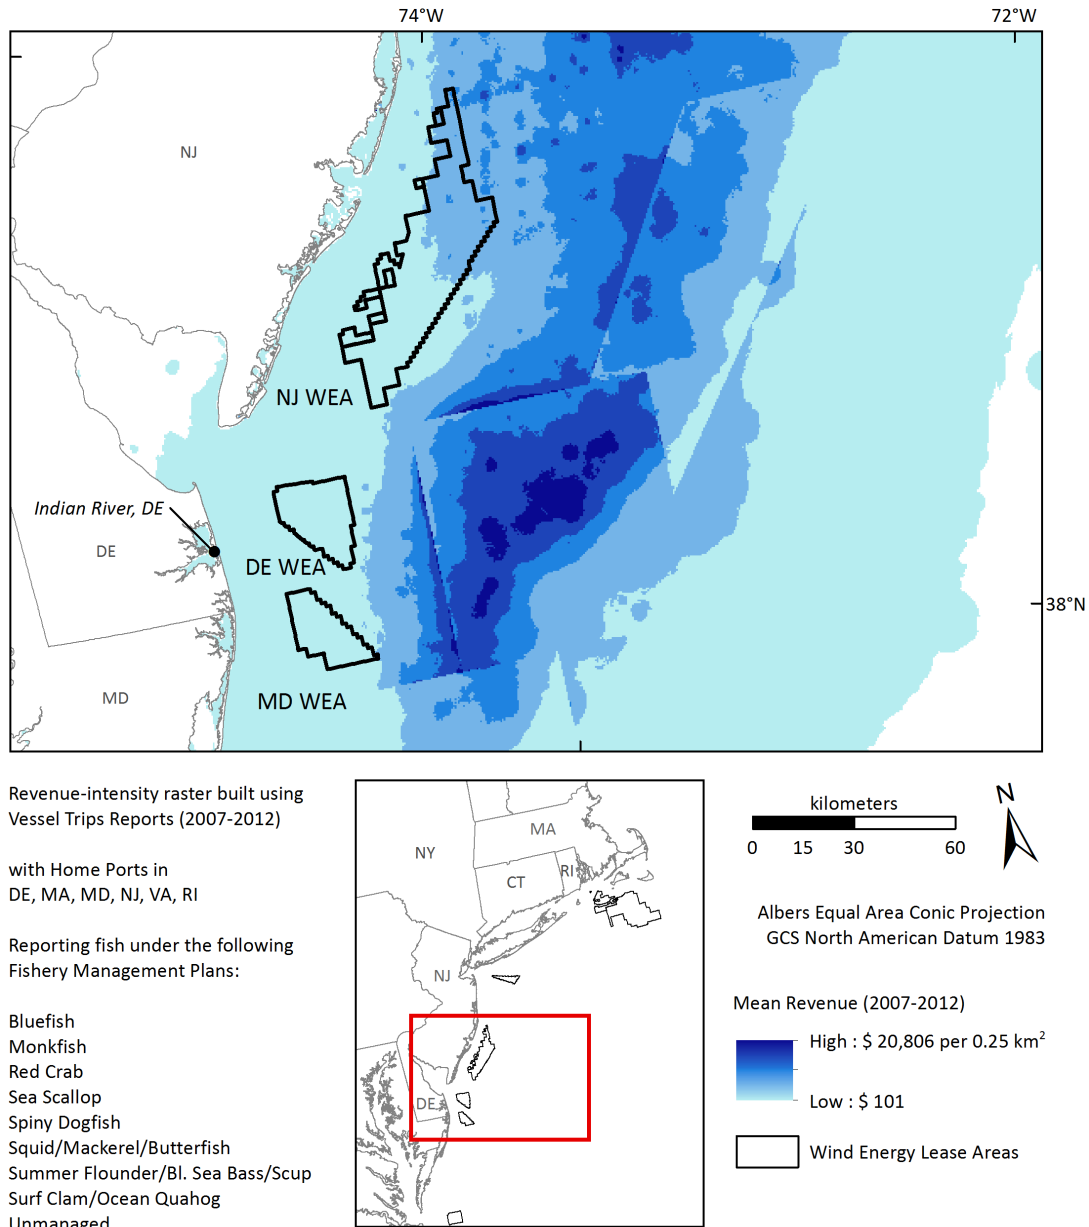 74°W
72°W
NJ
NJ WEA
Indian River, DE
DE
DE WEA
38°N
MD
MD WEA
Revenue-intensity raster built using
Vessel Trips Reports (2007-2012)
with Home Ports in
DE, MA, MD, NJ, VA, RI
Reporting fish under the following
Fishery Management Plans:
Bluefish
Monkfish
Red Crab
Sea Scallop
Spiny Dogfish
Squid/Mackerel/Butterfish
Summer Flounder/Bl. Sea Bass/Scup
Surf Clam/Ocean Quahog
Unmanaged
NY
MA
CT
RI
NJ
DE
kilometers
0 15 30 60
N
Albers Equal Area Conic Projection
GCS North American Datum 1983
Mean Revenue (2007-2012)
High : $ 20,806 per 0.25 km²
Low : $ 101
Wind Energy Lease Areas